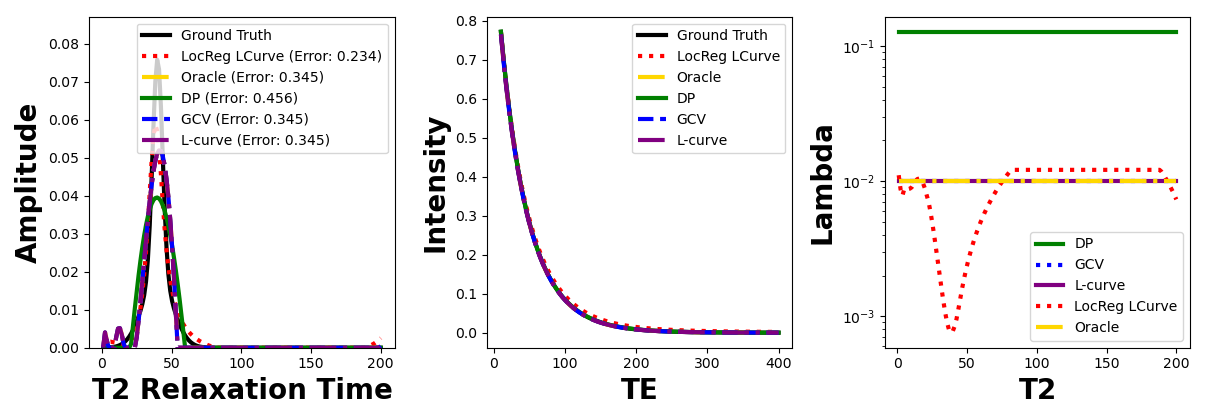 Amplitude
0.08
0.07
0.06
0.05
0.04
0.03
0.02
0.01
0.00
0
50
100
150
200
T2 Relaxation Time
Ground Truth
LocReg LCurve (Error: 0.234)
Oracle (Error: 0.345)
DP (Error: 0.456)
GCV (Error: 0.345)
L-curve (Error: 0.345)
Intensity
0.8
0.7
0.6
0.5
0.4
0.3
0.2
0.1
0.0
0
100
200
300
400
TE
Ground Truth
LocReg LCurve
Oracle
DP
GCV
L-curve
Lambda
10⁻¹
10⁻²
10⁻³
0
50
100
150
200
T2
DP
GCV
L-curve
LocReg LCurve
Oracle